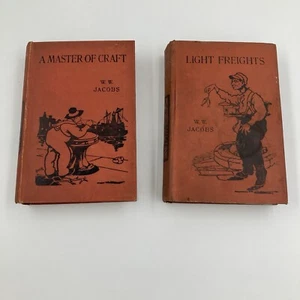 A MASTER OF CRAFT
W. W.
JACOBS
LIGHT FREIGHTS
W. W.
JACOBS